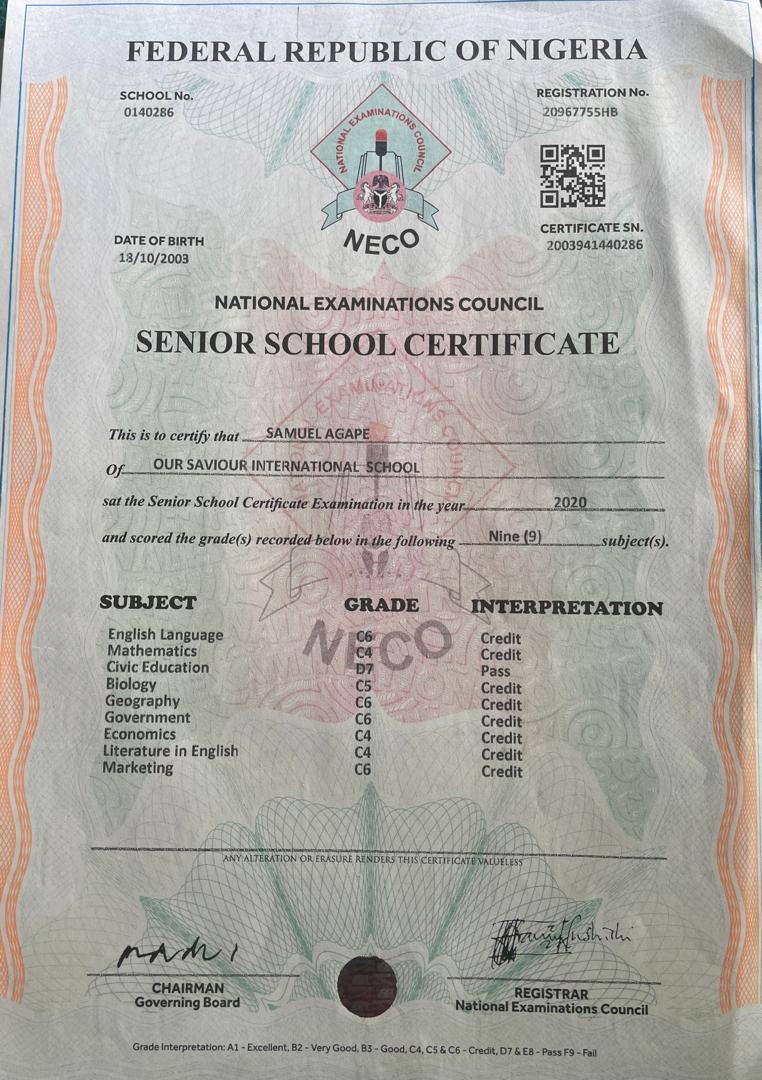 FEDERAL REPUBLIC OF NIGERIA
SCHOOL No.
0140286
REGISTRATION No.
20967755HB
NATIONAL EXAMINATIONS COUNCIL
NECO
DATE OF BIRTH
18/10/2003
CERTIFICATE SN.
2003941440286
NATIONAL EXAMINATIONS COUNCIL
SENIOR SCHOOL CERTIFICATE
EXAMINATIONS COUNCIL
This is to certify that SAMUEL AGAPE
Of OUR SAVIOUR INTERNATIONAL SCHOOL
sat the Senior School Certificate Examination in the year 2020
and scored the grade(s) recorded below in the following Nine (9) subject(s).
SUBJECT GRADE INTERPRETATION
NECO
English Language C6 Credit
Mathematics C4 Credit
Civic Education D7 Pass
Biology C5 Credit
Geography C6 Credit
Government C6 Credit
Economics C4 Credit
Literature in English C4 Credit
Marketing C6 Credit
ANY ALTERATION OR ERASURE RENDERS THIS CERTIFICATE VALUELESS
CHAIRMAN
Governing Board
REGISTRAR
National Examinations Council
Grade Interpretation: A1 - Excellent, B2 - Very Good, B3 - Good, C4, C5 & C6 - Credit, D7 & E8 - Pass F9 - Fail